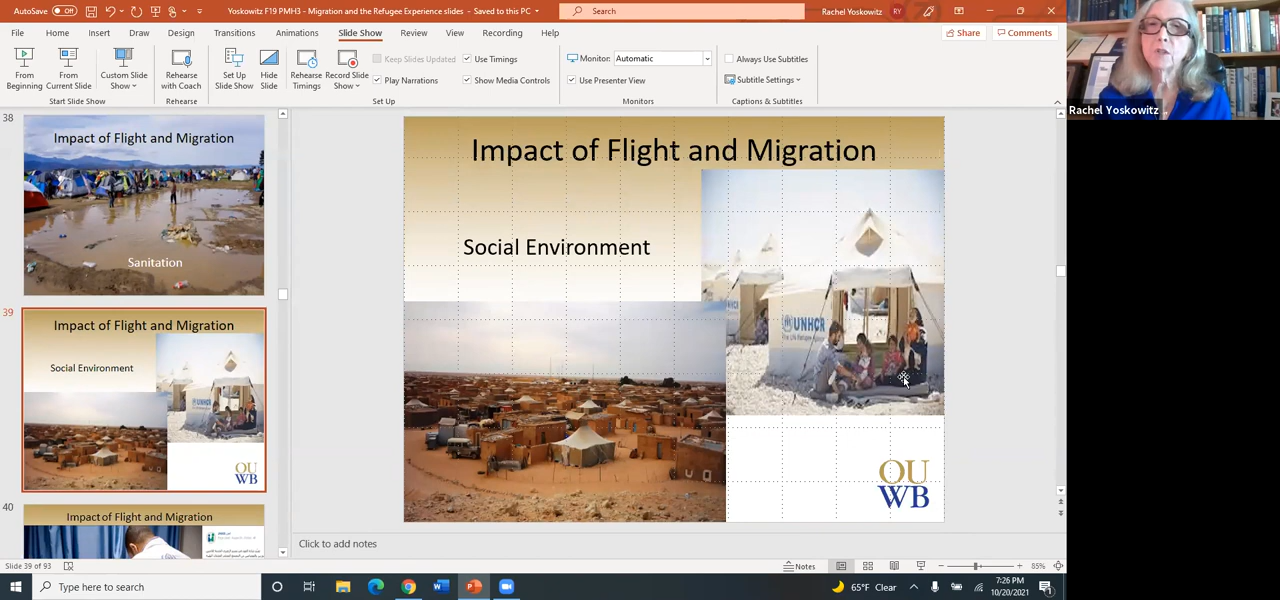 AutoSave
Off
Yoskowitz F19 PMH3 - Migration and the Refugee Experience slides - Saved to this PC
Search
Rachel Yoskowitz
RY
File
Home
Insert
Draw
Design
Transitions
Animations
Slide Show
Review
View
Recording
Help
Share
Comments
From Beginning
From Current Slide
Custom Slide Show
Rehearse with Coach
Set Up Slide Show
Hide Slide
Rehearse Timings
Record Slide Show
Keep Slides Updated
Play Narrations
Use Timings
Show Media Controls
Monitor: Automatic
Use Presenter View
Always Use Subtitles
Subtitle Settings
Start Slide Show
Rehearse
Set Up
Monitors
Captions & Subtitles
Rachel Yoskowitz
38
Impact of Flight and Migration
Sanitation
39
Impact of Flight and Migration
Social Environment
UNHCR
OU
WB
40
Impact of Flight and Migration
Impact of Flight and Migration
Social Environment
UNHCR
The UN Refugee Agency
OU
WB
Click to add notes
Slide 39 of 93
Notes
85%
Type here to search
65°F Clear
7:26 PM
10/20/2021
1